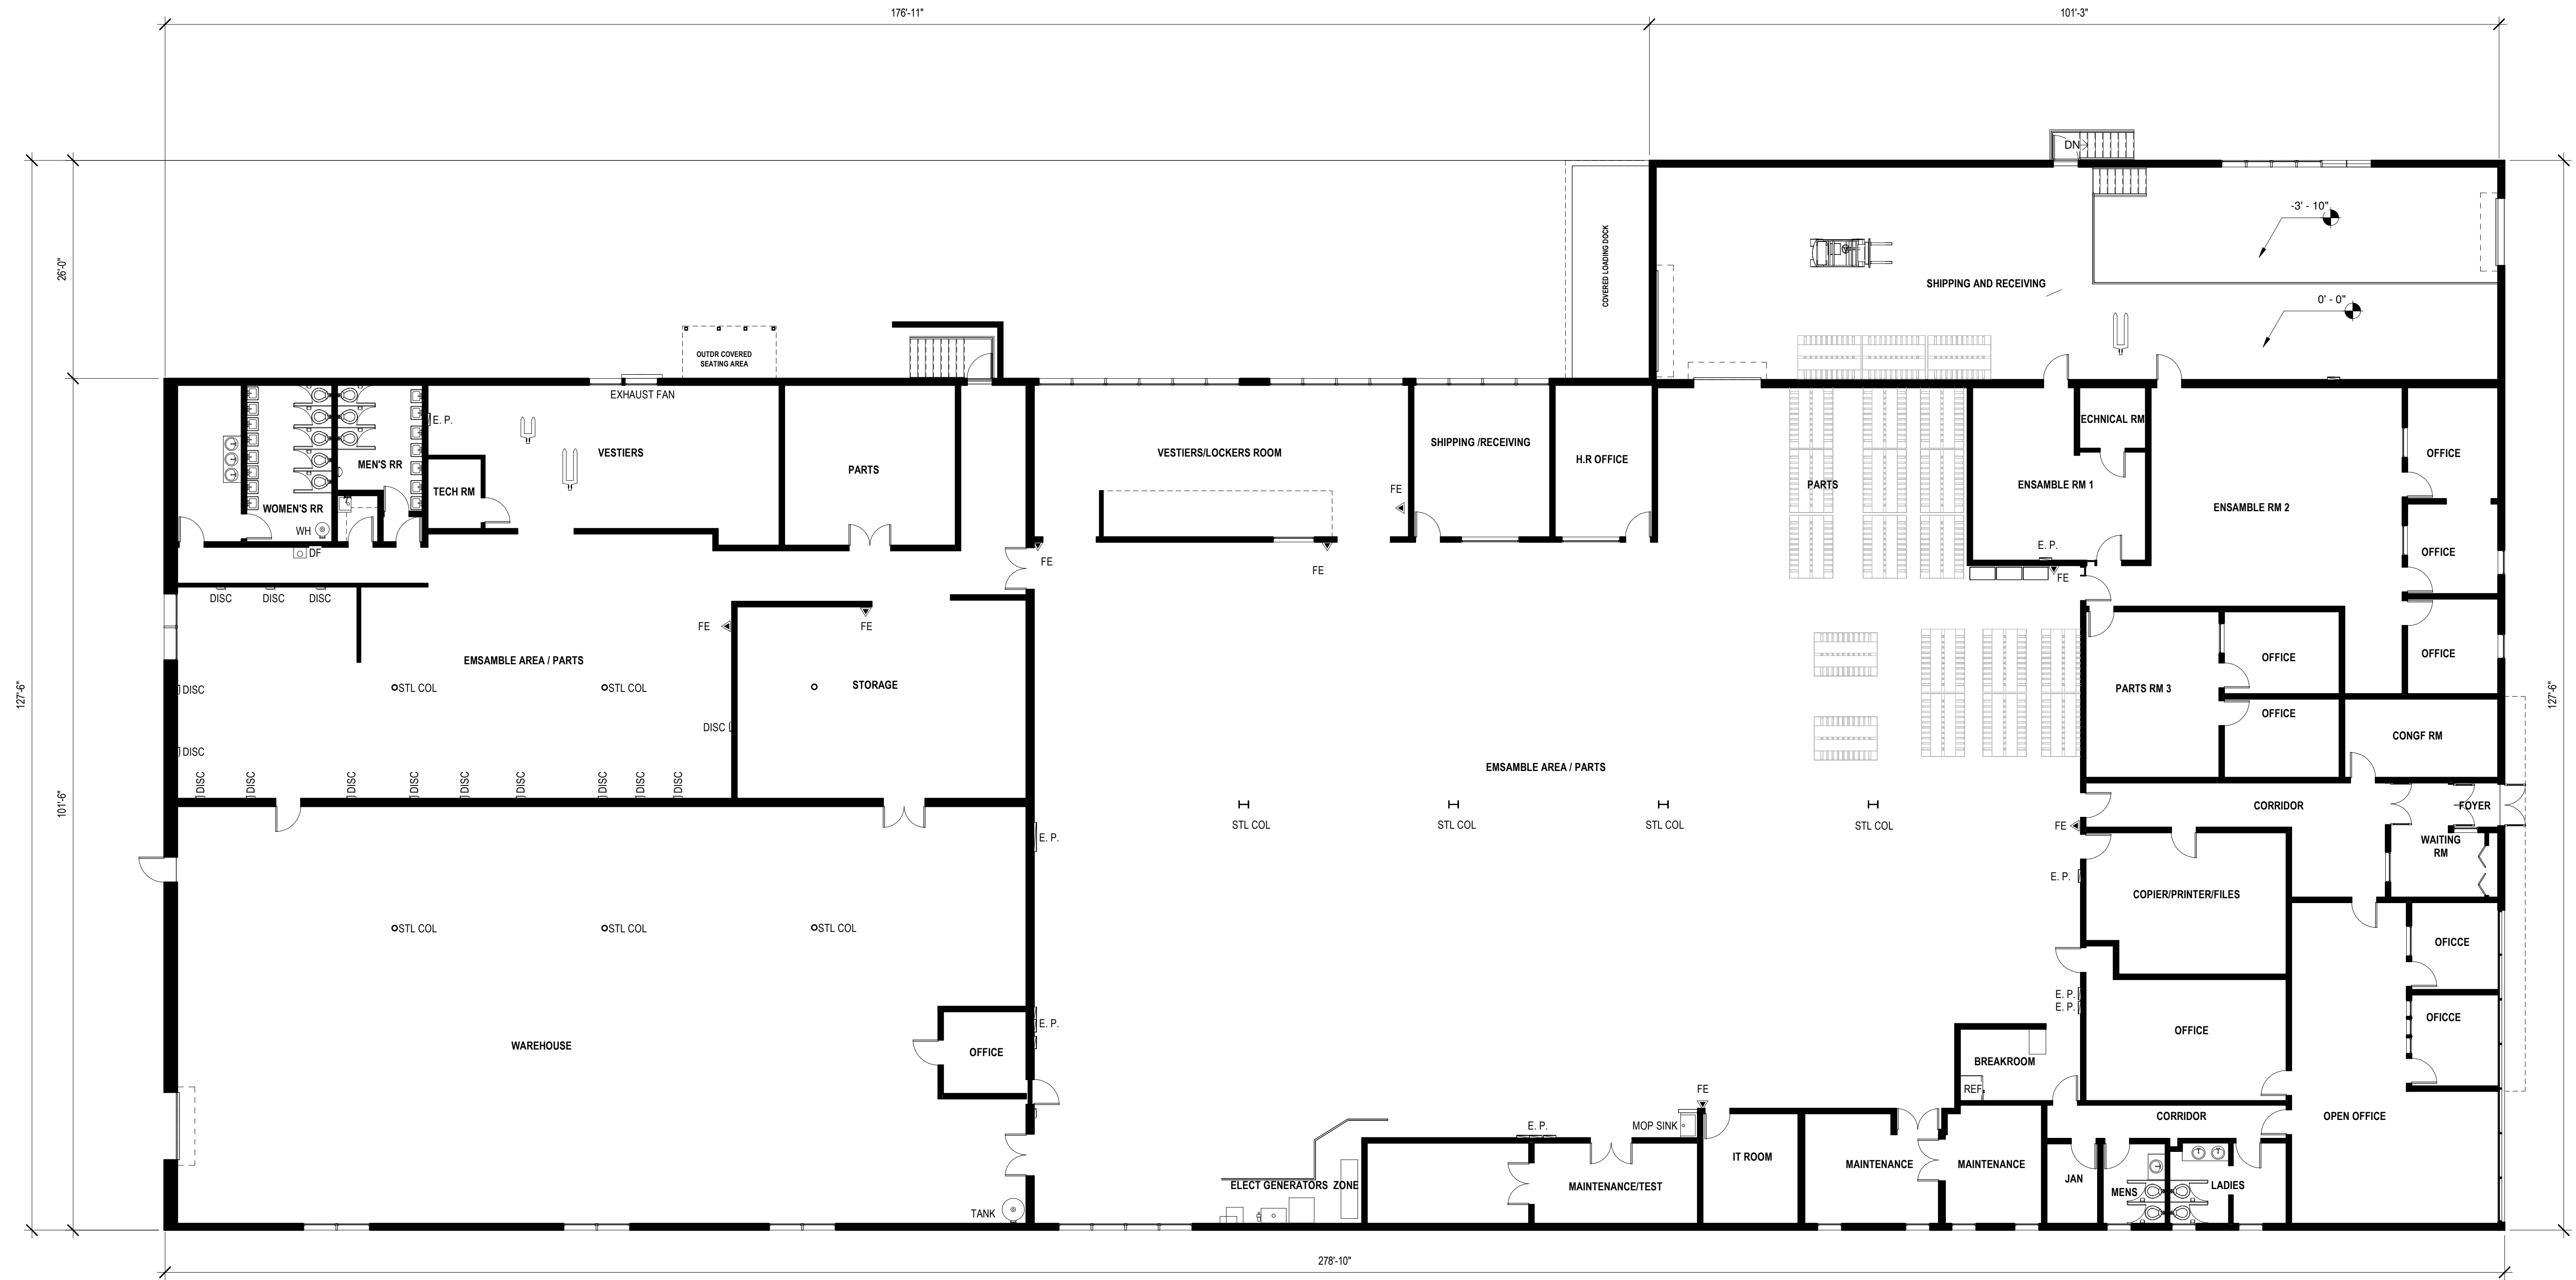 176'-11"
101'-3"
DN
-3' - 10"
COVERED LOADING DOCK
26'-0"
SHIPPING AND RECEIVING
0' - 0"
OUTDR COVERED
SEATING AREA
EXHAUST FAN
E. P.
ECHNICAL RM
SHIPPING /RECEIVING
VESTIERS
VESTIERS/LOCKERS ROOM
OFFICE
H.R OFFICE
MEN'S RR
PARTS
PARTS
ENSAMBLE RM 1
TECH RM
FE
WOMEN'S RR
ENSAMBLE RM 2
WH
DF
E. P.
OFFICE
FE
FE
FE
DISC
DISC
DISC
FE
FE
EMSAMBLE AREA / PARTS
OFFICE
OFFICE
STORAGE
DISC
STL COL
STL COL
PARTS RM 3
127'-6"
127'-6"
OFFICE
DISC
CONGF RM
DISC
EMSAMBLE AREA / PARTS
DISC
DISC
DISC
DISC
DISC
DISC
DISC
DISC
DISC
101'-6"
CORRIDOR
FOYER
STL COL
STL COL
STL COL
STL COL
FE
E. P.
WAITING
RM
E. P.
COPIER/PRINTER/FILES
STL COL
STL COL
STL COL
OFICCE
E. P.
E. P.
OFICCE
E. P.
OFFICE
WAREHOUSE
OFFICE
BREAKROOM
REF.
FE
CORRIDOR
OPEN OFFICE
E. P.
MOP SINK
IT ROOM
MAINTENANCE
MAINTENANCE
JAN
ELECT GENERATORS ZONE
MAINTENANCE/TEST
MENS
LADIES
TANK
278'-10"